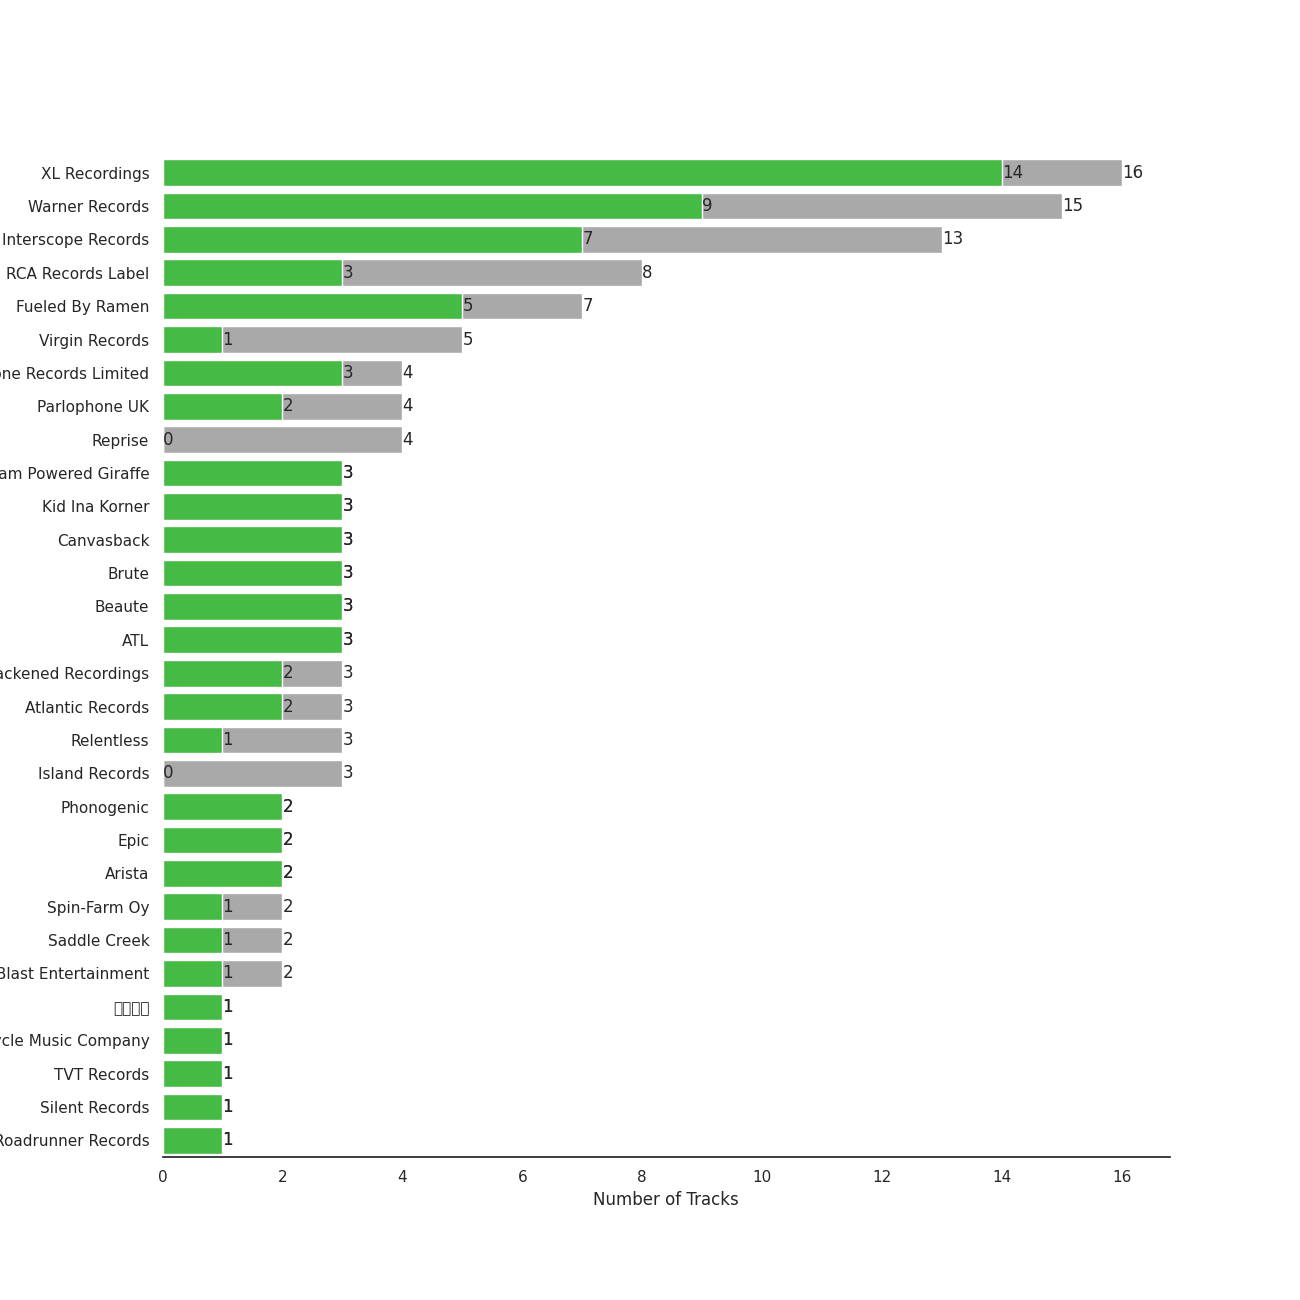 XL Recordings 14 16
Warner Records 9 15
Interscope Records 7 13
RCA Records Label 3 8
Fueled By Ramen 5 7
Virgin Records 1 5
one Records Limited 3 4
Parlophone UK 2 4
Reprise 0 4
am Powered Giraffe 3
Kid Ina Korner 3
Canvasback 3
Brute 3
Beaute 3
ATL 3
ackened Recordings 2 3
Atlantic Records 2 3
Relentless 1 3
Island Records 0 3
Phonogenic 2
Epic 2
Arista 2
Spin-Farm Oy 1 2
Saddle Creek 1 2
Blast Entertainment 1 2
1
cle Music Company 1
TVT Records 1
Silent Records 1
Roadrunner Records 1
0 2 4 6 8 10 12 14 16
Number of Tracks